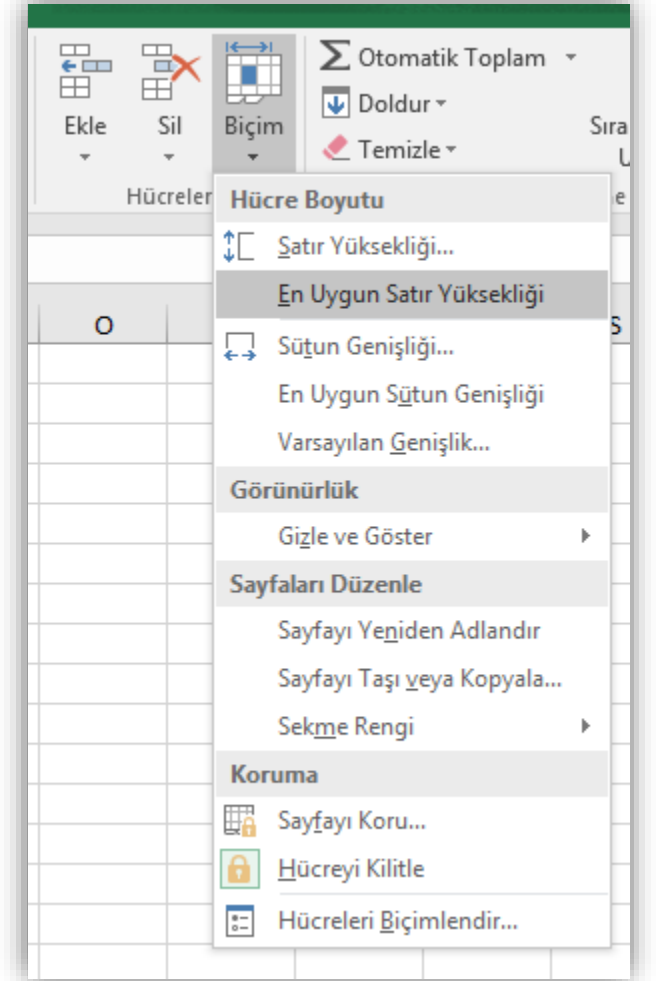 Otomatik Toplam
Doldur
Temizle
Ekle
Sil
Biçim
Sıra
Hücreler
Hücre Boyutu
Satır Yüksekliği...
En Uygun Satır Yüksekliği
Sütun Genişliği...
En Uygun Sütun Genişliği
Varsayılan Genişlik...
Görünürlük
Gizle ve Göster
Sayfaları Düzenle
Sayfayı Yeniden Adlandır
Sayfayı Taşı veya Kopyala...
Sekme Rengi
Koruma
Sayfayı Koru...
Hücreyi Kilitle
Hücreleri Biçimlendir...
O
S